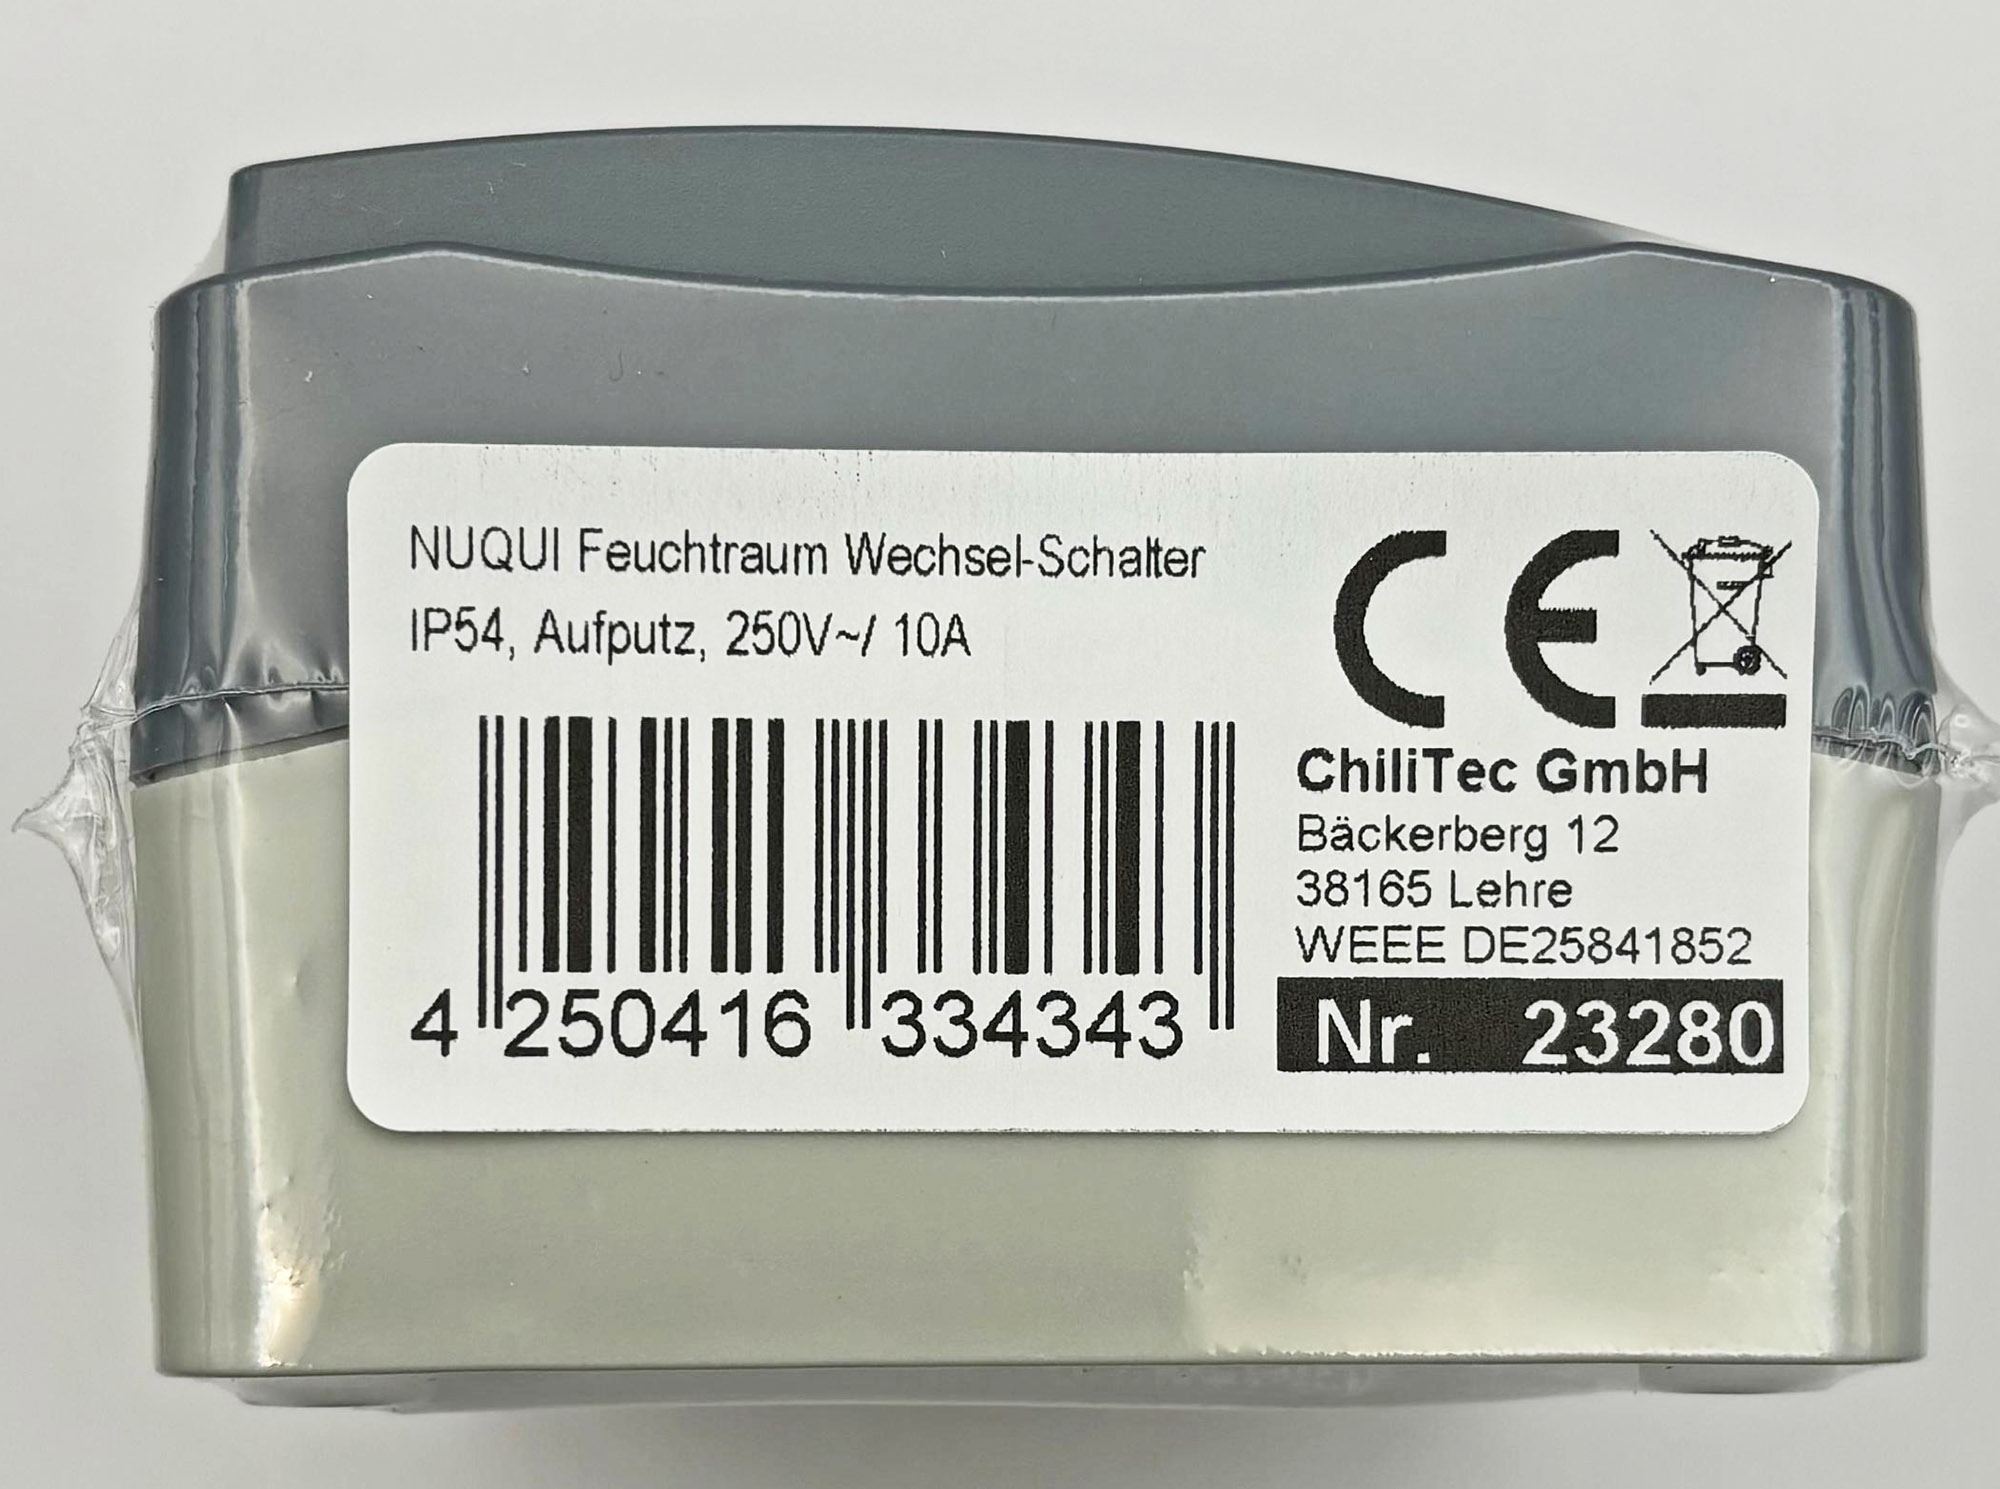 NUQUI Feuchtraum Wechsel-Schalter
IP54, Aufputz, 250V~/ 10A
4 250416 334343
CE
ChiliTec GmbH
Bäckerberg 12
38165 Lehre
WEEE DE25841852
Nr. 23280